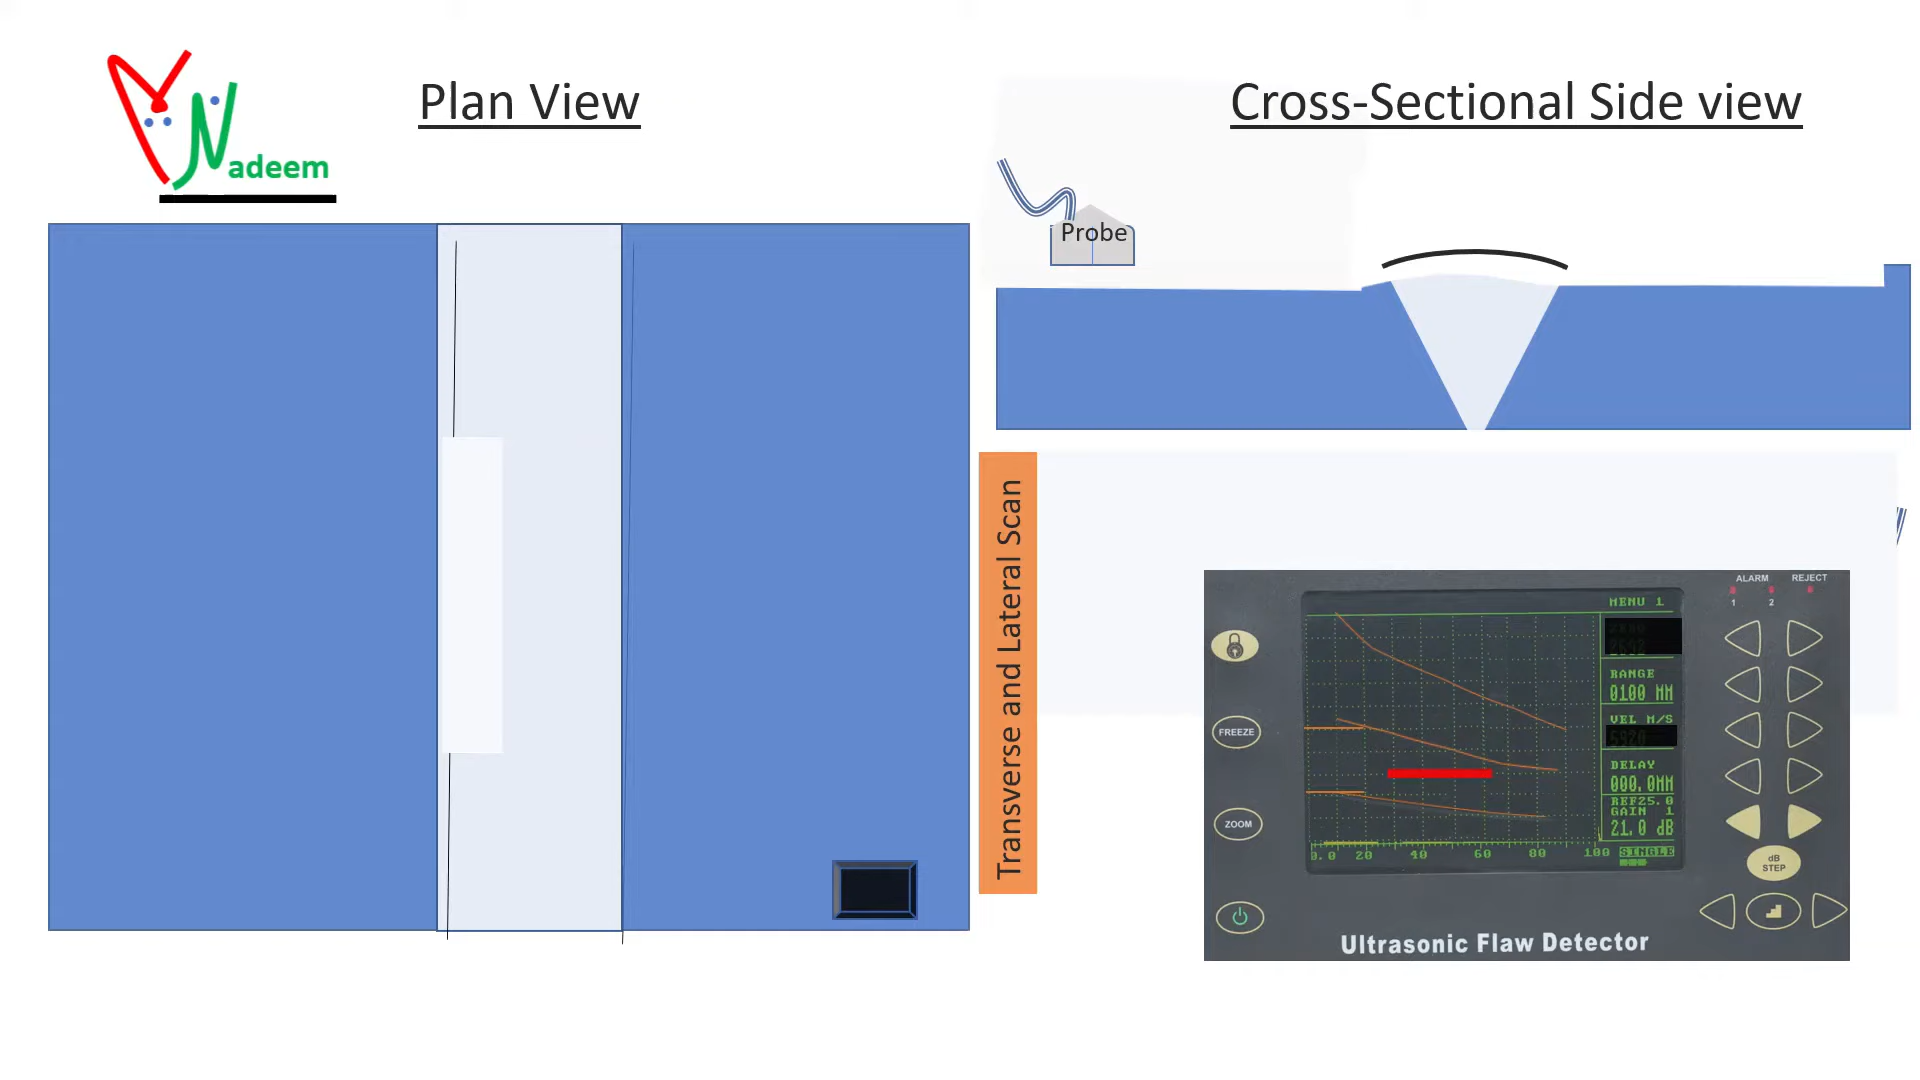 Nadeem
Plan View
Cross-Sectional Side view
Probe
Transverse and Lateral Scan
ALARM REJECT
1 2
MENU 1
RANGE
0100 MM
VEL M/S
DELAY
000.0MM
REF25.0
GAIN 1
21.0 dB
0.0 20 40 60 80 100 SINGLE
FREEZE
ZOOM
dB
STEP
Ultrasonic Flaw Detector